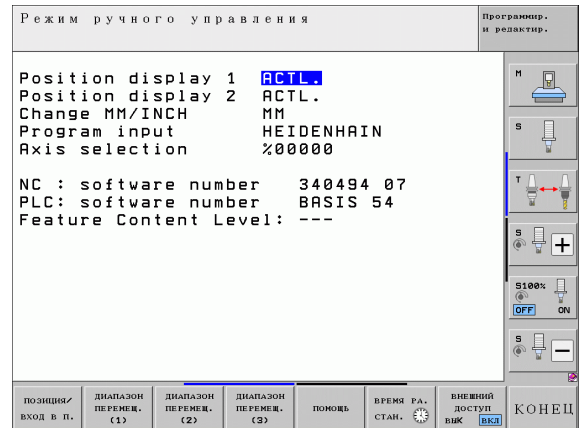 Режим ручного управления
Программир.
и редактир.
Position display 1 ACTL.
Position display 2 ACTL.
Change MM/INCH MM
Program input HEIDENHAIN
Axis selection %00000
NC : software number 340494 07
PLC: software number BASIS 54
Feature Content Level: ---
M
S
T
S
+
S100%
OFF ON
S
−
ПОЗИЦИЯ/
ВХОД В П.
ДИАПАЗОН
ПЕРЕМЕЩ.
(1)
ДИАПАЗОН
ПЕРЕМЕЩ.
(2)
ДИАПАЗОН
ПЕРЕМЕЩ.
(3)
ПОМОЩЬ
ВРЕМЯ РА.
СТАН.
ВНЕШНИЙ
ДОСТУП
ВЫК ВКЛ
КОНЕЦ